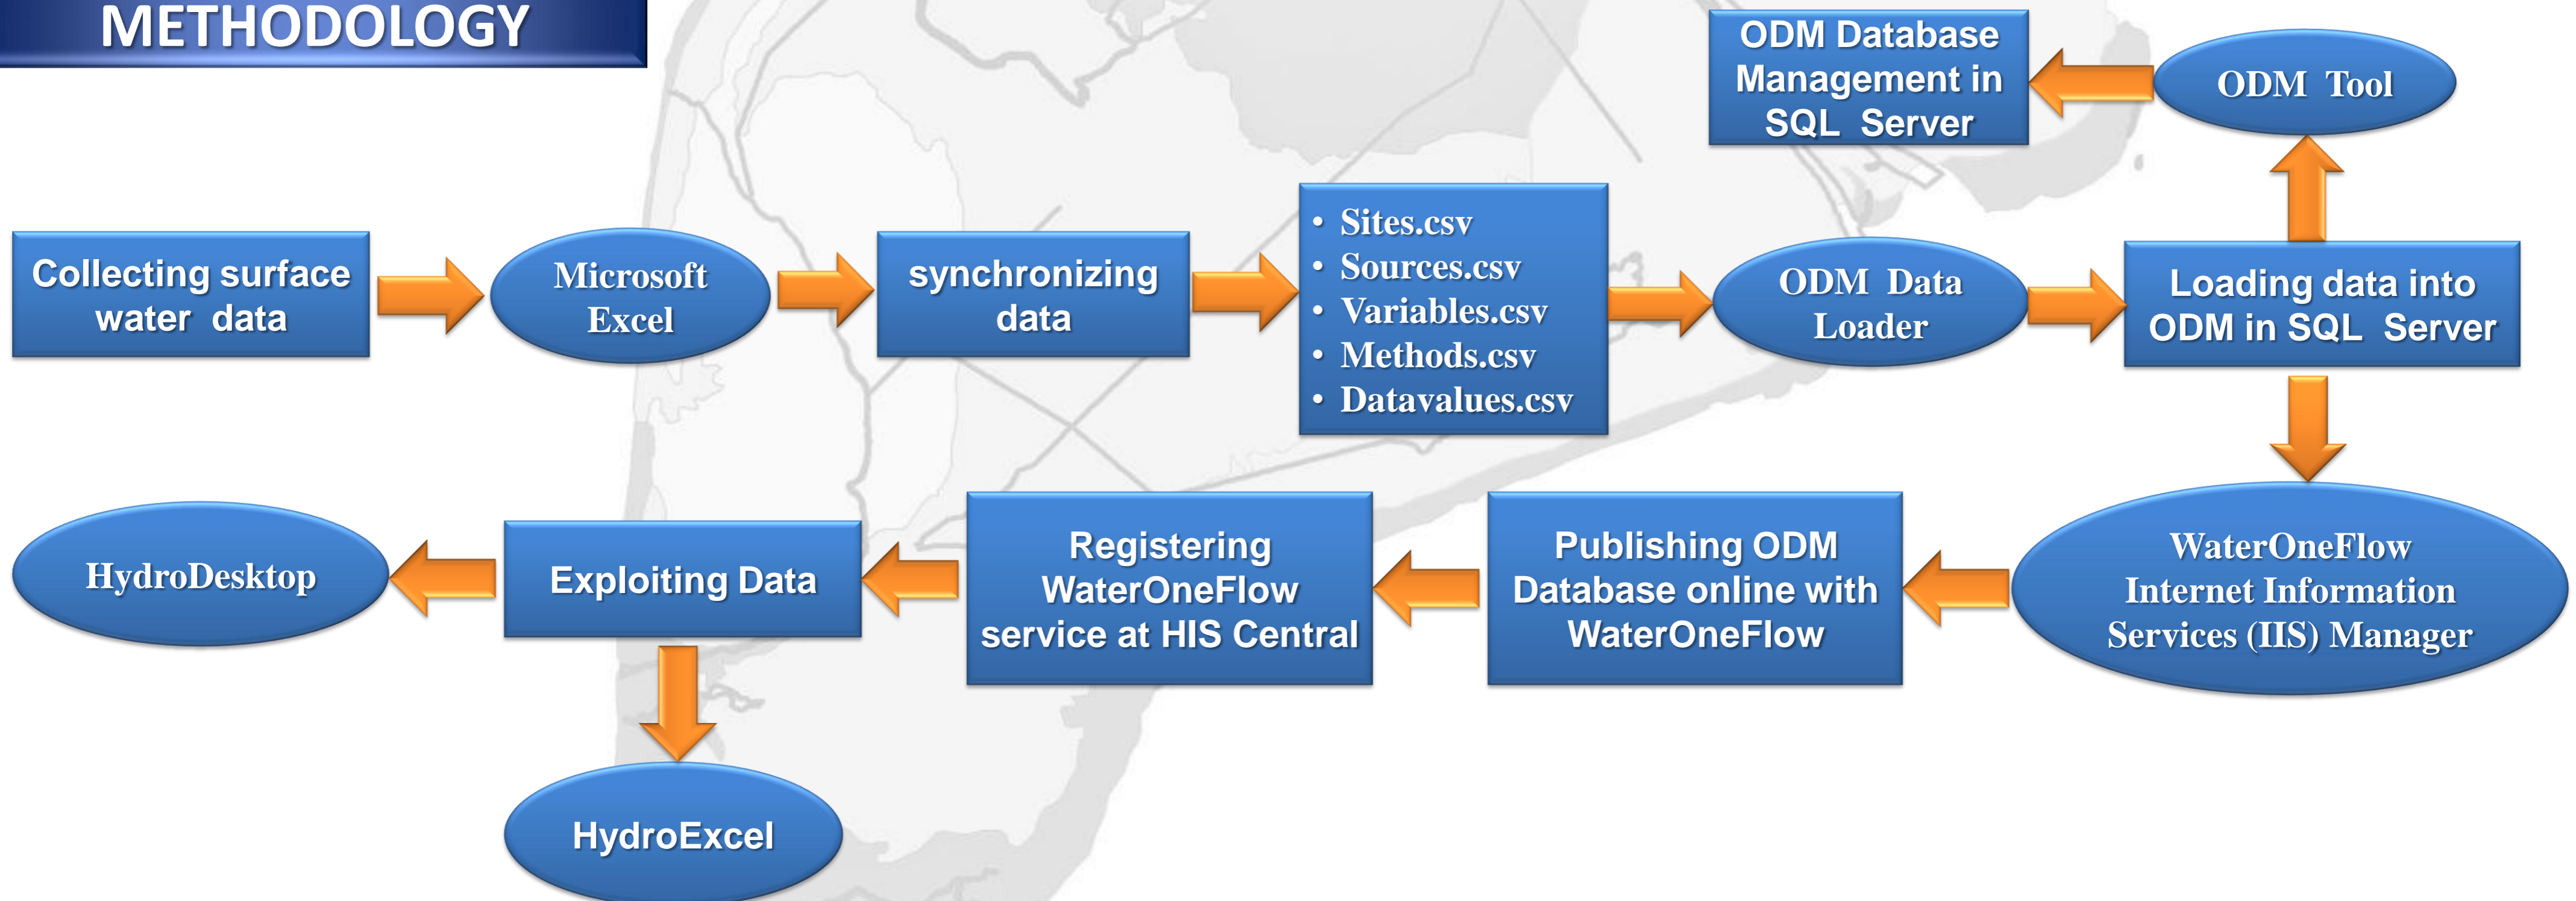 METHODOLOGY
ODM Database
Management in
SQL Server
ODM Tool
Collecting surface
water data
Microsoft
Excel
synchronizing
data
• Sites.csv
• Sources.csv
• Variables.csv
• Methods.csv
• Datavalues.csv
ODM Data
Loader
Loading data into
ODM in SQL Server
WaterOneFlow
Internet Information
Services (IIS) Manager
Publishing ODM
Database online with
WaterOneFlow
Registering
WaterOneFlow
service at HIS Central
Exploiting Data
HydroDesktop
HydroExcel